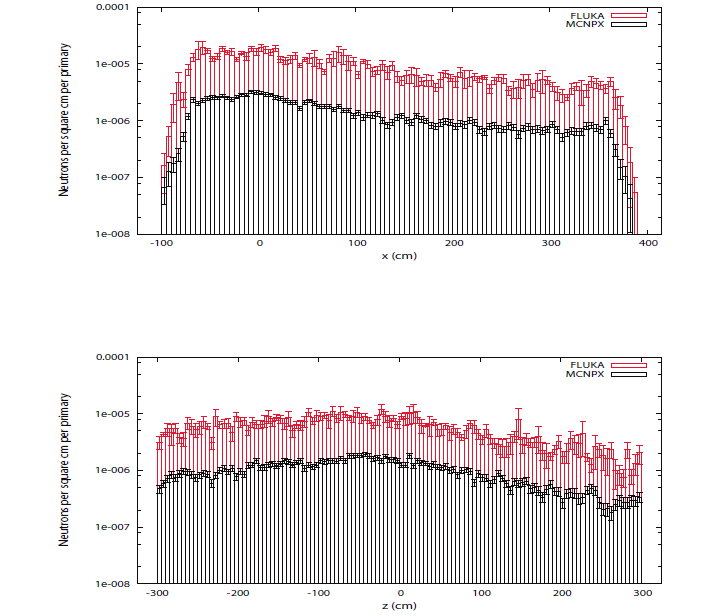 0.0001
FLUKA
MCNPX
1e-005
1e-006
1e-007
1e-008
Neutrons per square cm per primary
-100 0 100 200 300 400
x (cm)
0.0001
FLUKA
MCNPX
1e-005
1e-006
1e-007
1e-008
Neutrons per square cm per primary
-300 -200 -100 0 100 200 300
z (cm)